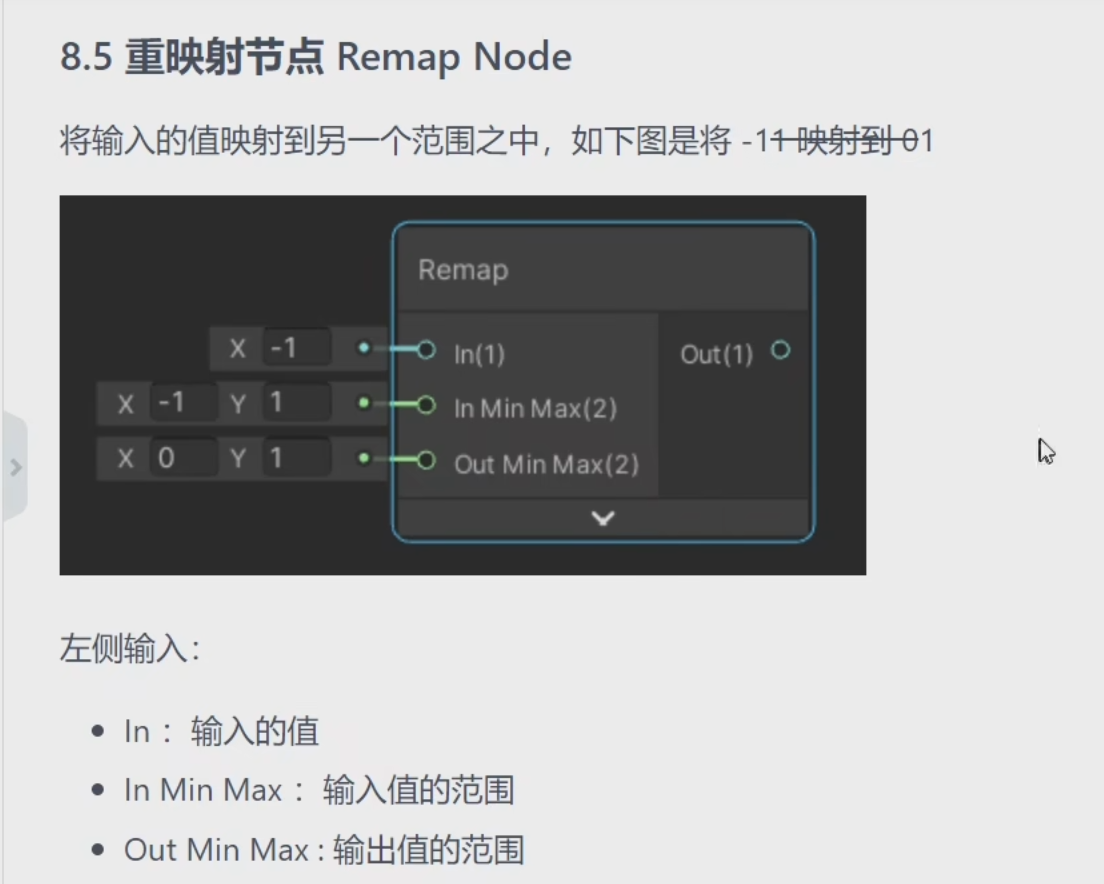 8.5 重映射节点 Remap Node
将输入的值映射到另一个范围之中，如下图是将 -11 映射到 01
Remap
X -1 In(1) Out(1)
X -1 Y 1 In Min Max(2)
X 0 Y 1 Out Min Max(2)
左侧输入：
In ：输入的值
In Min Max ：输入值的范围
Out Min Max : 输出值的范围